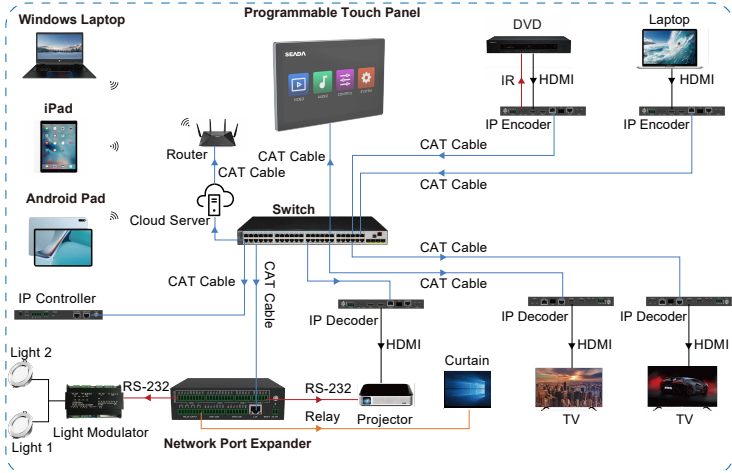 Programmable Touch Panel
Windows Laptop
DVD
Laptop
SEADA
IR
HDMI
HDMI
iPad
IP Encoder
IP Encoder
Router
CAT Cable
CAT Cable
CAT Cable
CAT Cable
Android Pad
Cloud Server
Switch
CAT Cable
CAT Cable
CAT Cable
CAT Cable
IP Controller
IP Decoder
IP Decoder
IP Decoder
HDMI
HDMI
HDMI
Light 2
Curtain
RS-232
RS-232
Light Modulator
Relay
Projector
TV
TV
Light 1
Network Port Expander